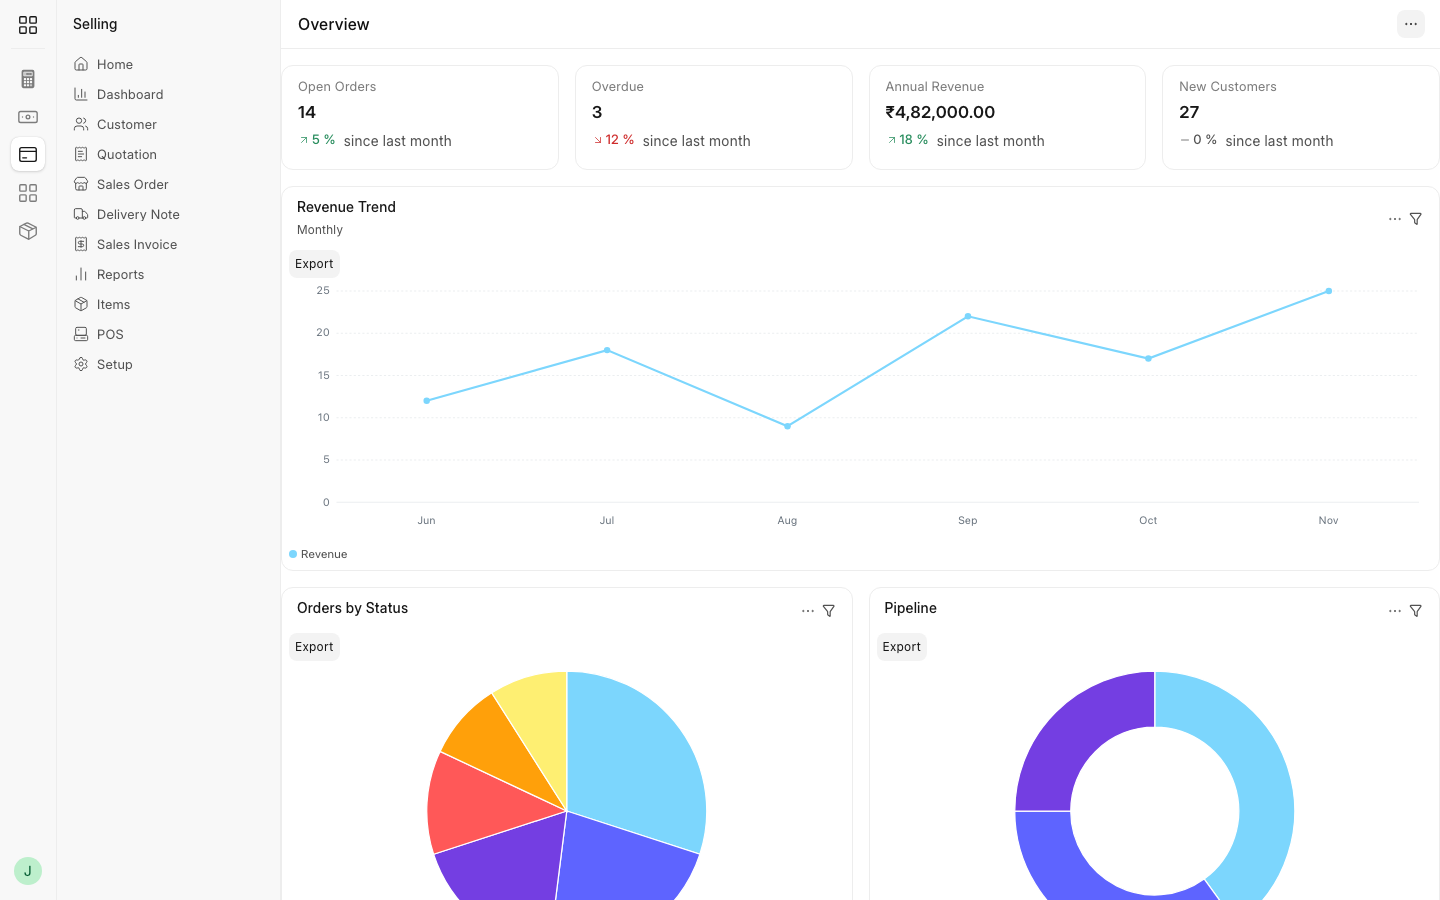 Selling
Home
Dashboard
Customer
Quotation
Sales Order
Delivery Note
Sales Invoice
Reports
Items
POS
Setup
J
Overview
Open Orders
14
5 % since last month
Overdue
3
12 % since last month
Annual Revenue
₹4,82,000.00
18 % since last month
New Customers
27
0 % since last month
Revenue Trend
Monthly
Export
25
20
15
10
5
0
Jun Jul Aug Sep Oct Nov
Revenue
Orders by Status
Export
Pipeline
Export